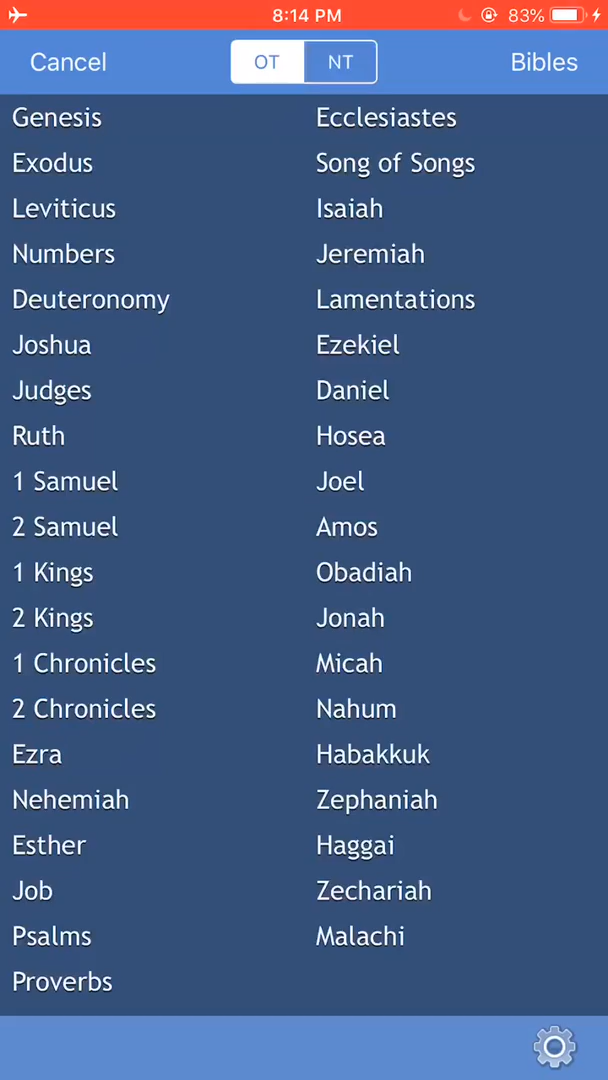 8:14 PM 83%
Cancel OT NT Bibles
Genesis
Exodus
Leviticus
Numbers
Deuteronomy
Joshua
Judges
Ruth
1 Samuel
2 Samuel
1 Kings
2 Kings
1 Chronicles
2 Chronicles
Ezra
Nehemiah
Esther
Job
Psalms
Proverbs
Ecclesiastes
Song of Songs
Isaiah
Jeremiah
Lamentations
Ezekiel
Daniel
Hosea
Joel
Amos
Obadiah
Jonah
Micah
Nahum
Habakkuk
Zephaniah
Haggai
Zechariah
Malachi